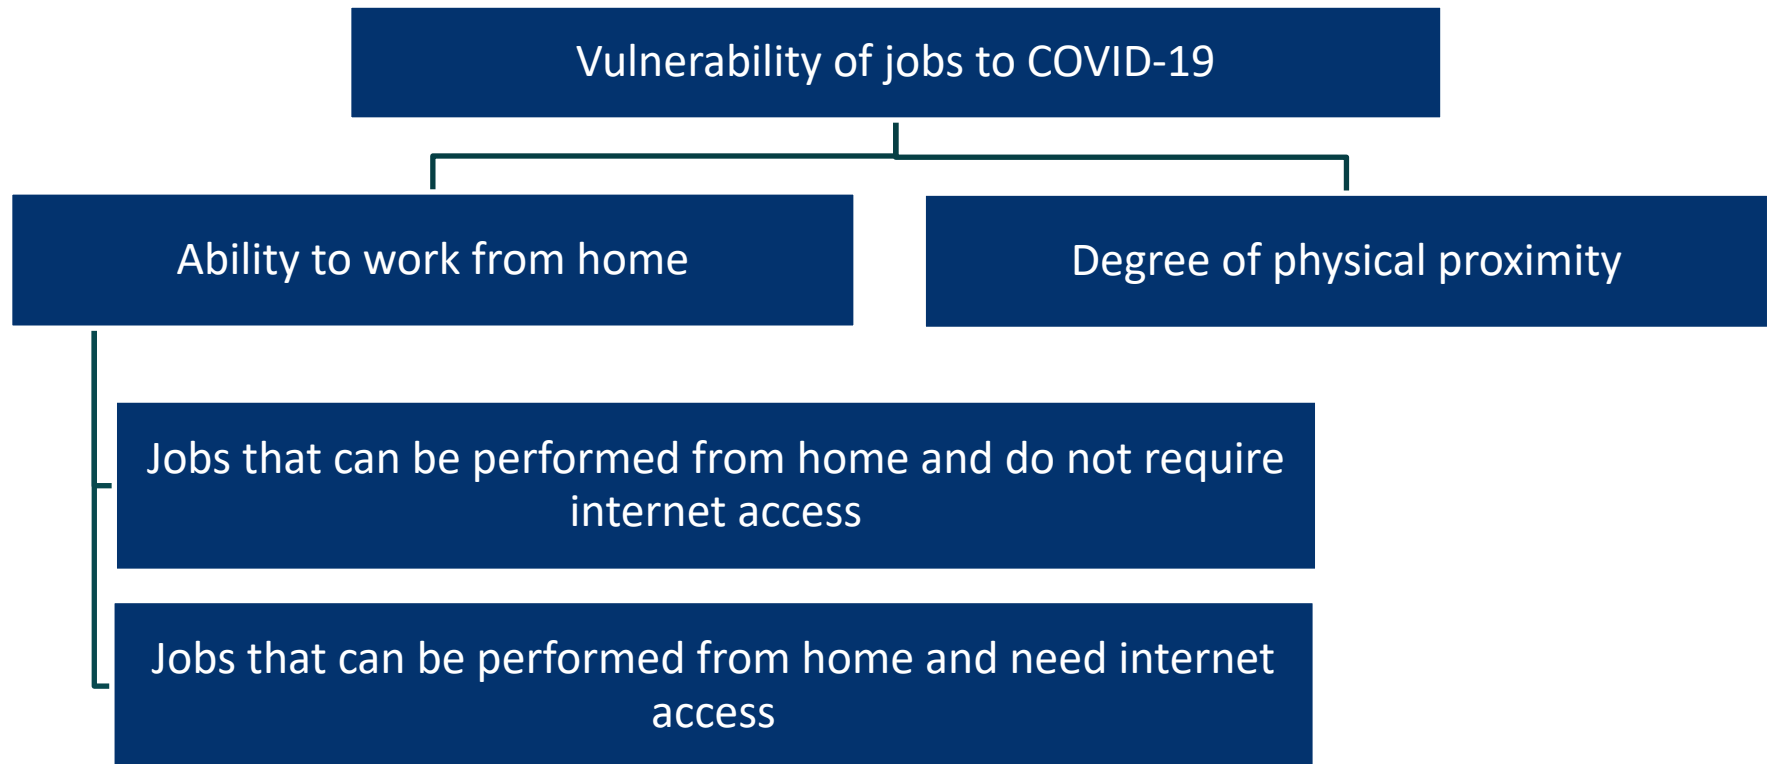 Vulnerability of jobs to COVID-19
Ability to work from home
Degree of physical proximity
Jobs that can be performed from home and do not require
internet access
Jobs that can be performed from home and need internet
access